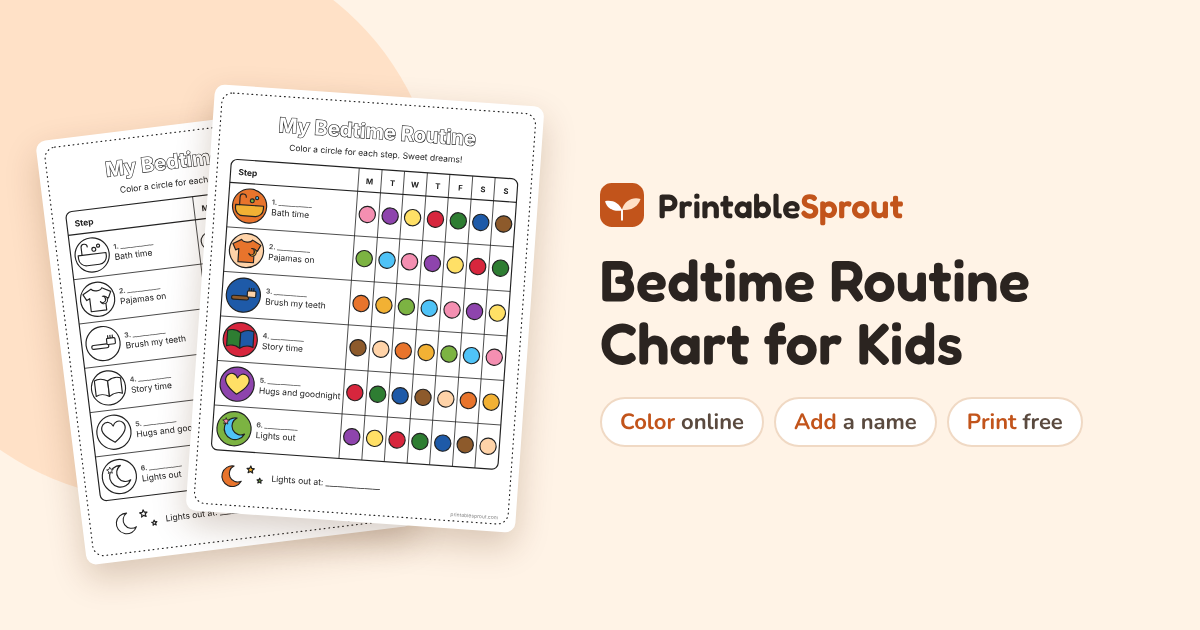 My Bedtim
Color a circle for each
Step
M
1. ________
Bath time
2. ________
Pajamas on
3. ________
Brush my teeth
4. ________
Story time
5. ________
Hugs and goo
6. ________
Lights out
Lights out at: ___
My Bedtime Routine
Color a circle for each step. Sweet dreams!
Step M T W T F S S
1. ________
Bath time
2. ________
Pajamas on
3. ________
Brush my teeth
4. ________
Story time
5. ________
Hugs and goodnight
6. ________
Lights out
Lights out at: ____________
printablesprout.com
PrintableSprout
Bedtime Routine
Chart for Kids
Color online
Add a name
Print free